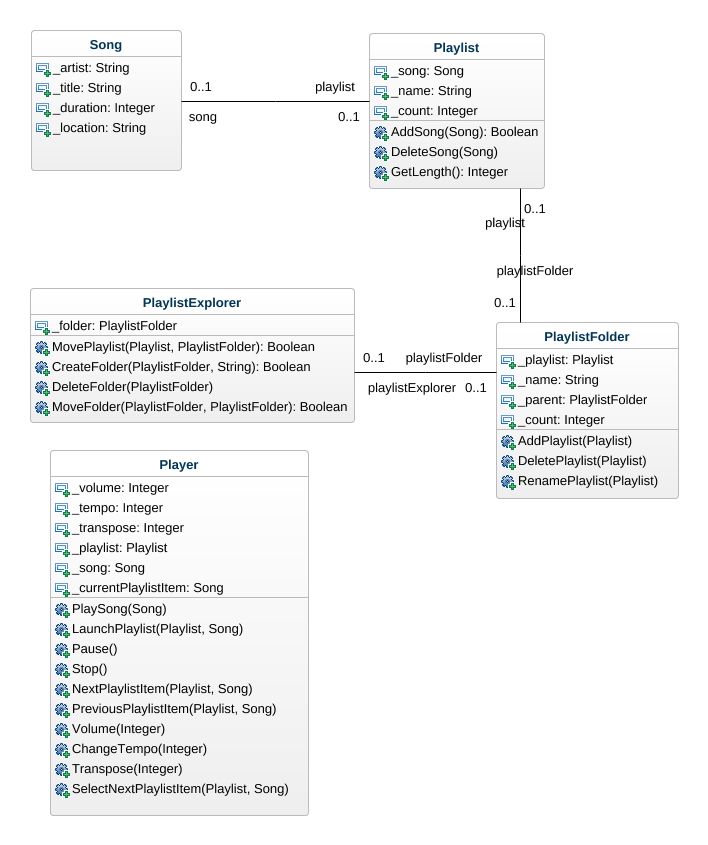 Song
_artist: String
_title: String
_duration: Integer
_location: String
0..1
song
playlist
0..1
Playlist
_song: Song
_name: String
_count: Integer
AddSong(Song): Boolean
DeleteSong(Song)
GetLength(): Integer
0..1
playlist
playlistFolder
0..1
PlaylistExplorer
_folder: PlaylistFolder
MovePlaylist(Playlist, PlaylistFolder): Boolean
CreateFolder(PlaylistFolder, String): Boolean
DeleteFolder(PlaylistFolder)
MoveFolder(PlaylistFolder, PlaylistFolder): Boolean
0..1 playlistFolder
playlistExplorer 0..1
PlaylistFolder
_playlist: Playlist
_name: String
_parent: PlaylistFolder
_count: Integer
AddPlaylist(Playlist)
DeletePlaylist(Playlist)
RenamePlaylist(Playlist)
Player
_volume: Integer
_tempo: Integer
_transpose: Integer
_playlist: Playlist
_song: Song
_currentPlaylistItem: Song
PlaySong(Song)
LaunchPlaylist(Playlist, Song)
Pause()
Stop()
NextPlaylistItem(Playlist, Song)
PreviousPlaylistItem(Playlist, Song)
Volume(Integer)
ChangeTempo(Integer)
Transpose(Integer)
SelectNextPlaylistItem(Playlist, Song)